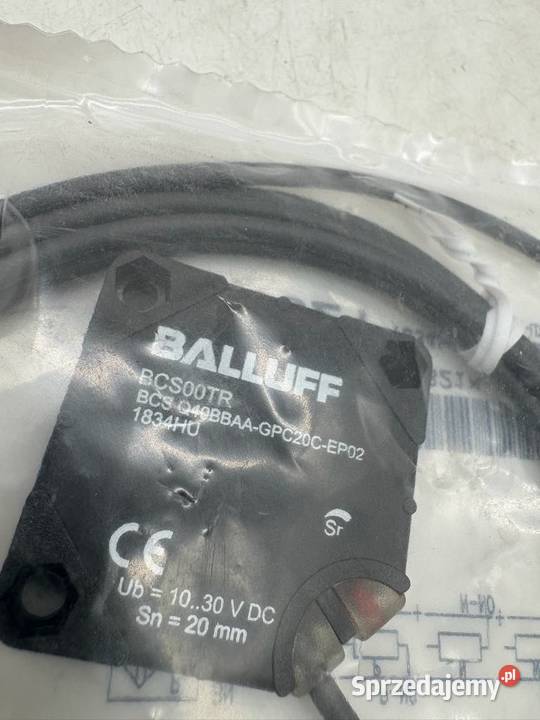 BALLUFF
BCS00TR
BCS Q40BBAA-GPC20C-EP02
1834HU
Sr
CE
Ub = 10...30 V DC
Sn = 20 mm
Sprzedajemy.pl